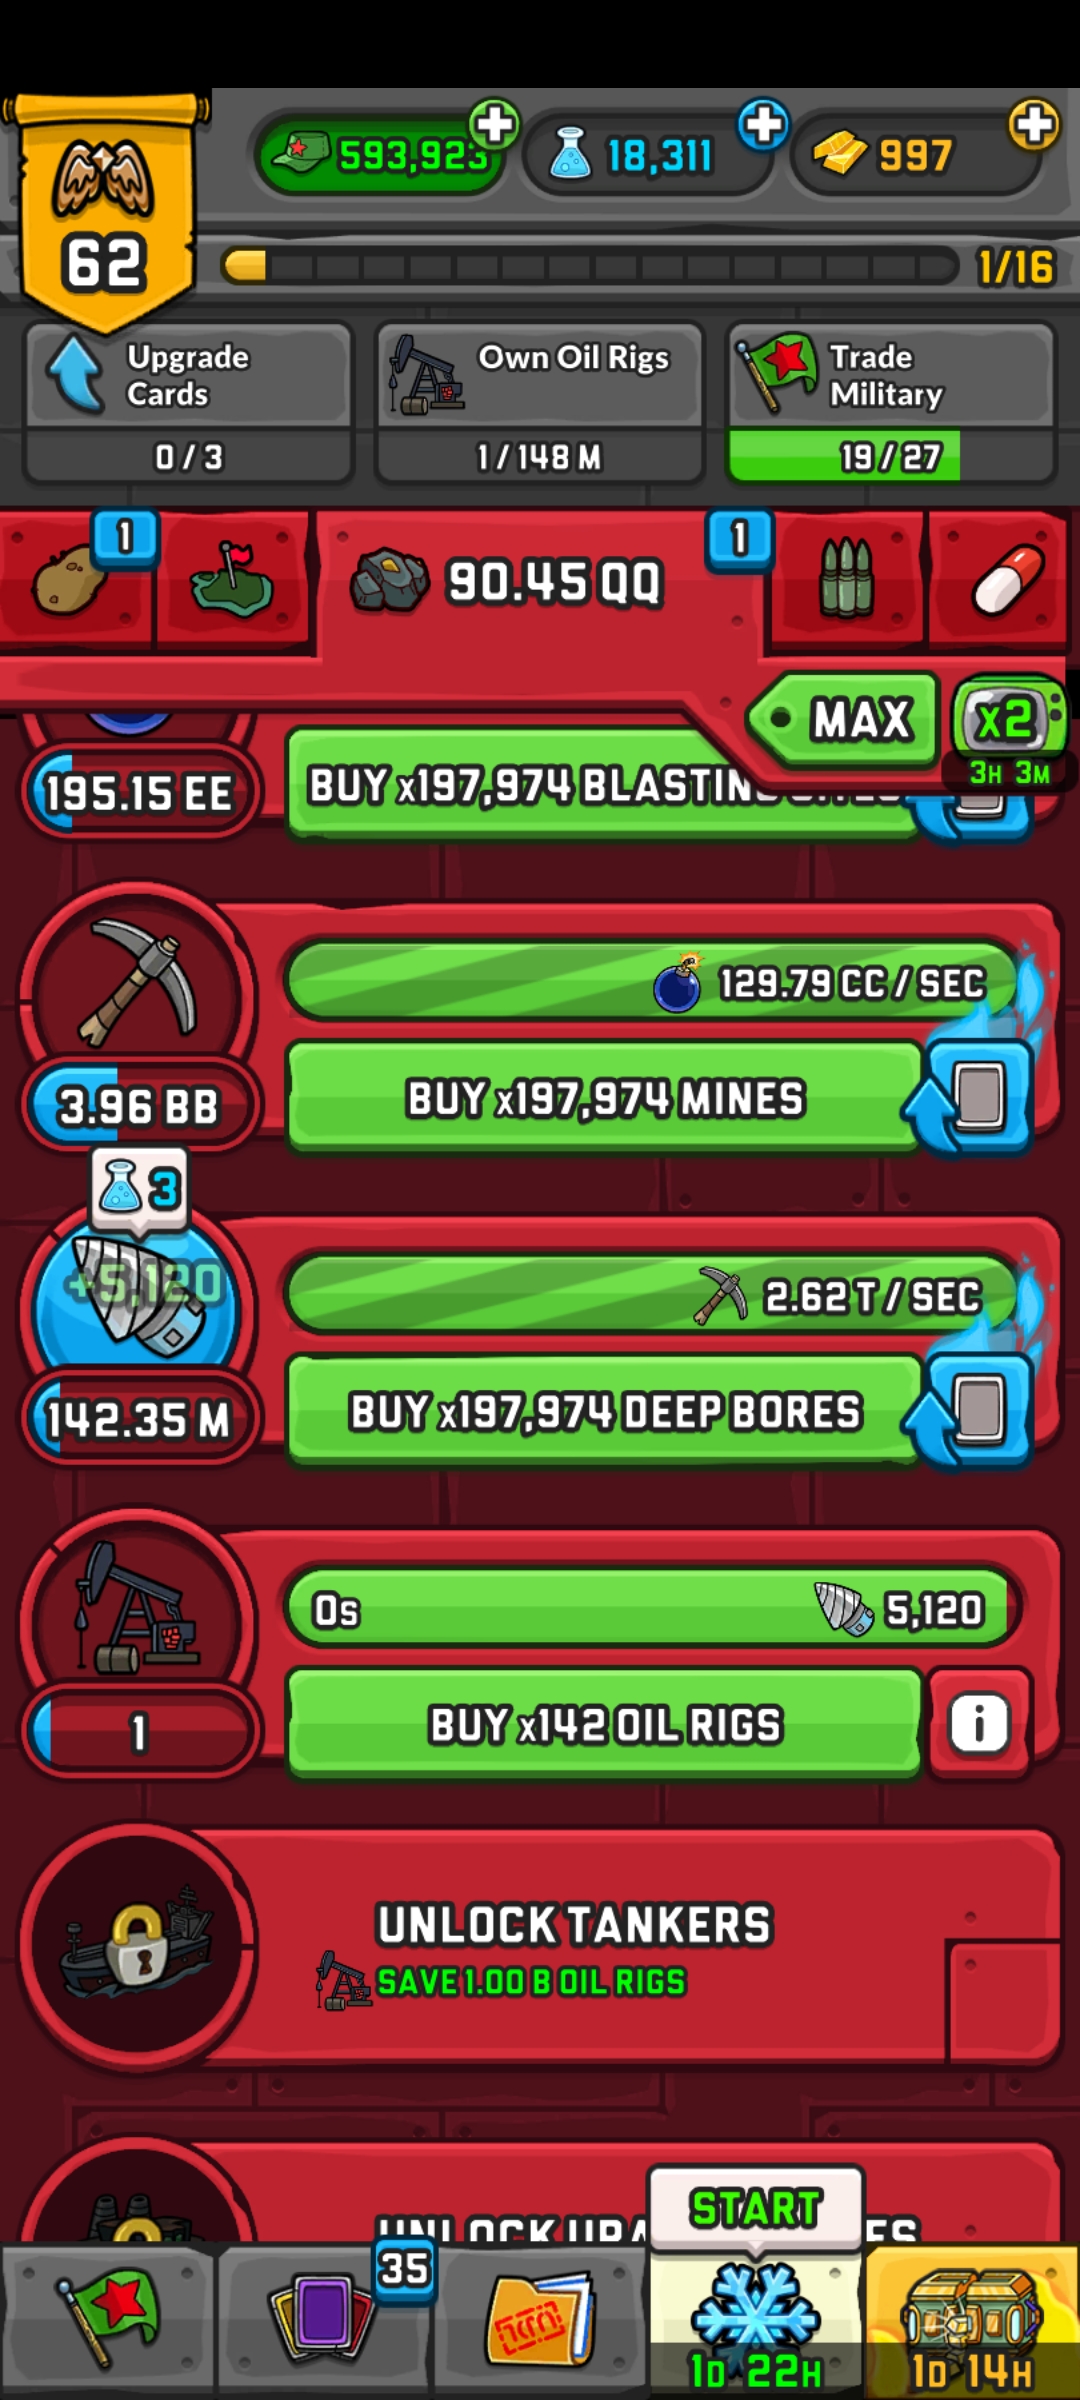 593,923
18,311
997
62
1/16
Upgrade
Cards
0 / 3
Own Oil Rigs
1 / 148 M
Trade
Military
19 / 27
1
90.45 QQ
1
MAX
x2
3H 3M
195.15 EE
BUY x197,974
129.79 CC / SEC
3.96 BB
BUY x197,974 MINES
3
+5,120
2.62 T / SEC
142.35 M
BUY x197,974 DEEP BORES
0s
5,120
1
BUY x142 OIL RIGS
i
UNLOCK TANKERS
SAVE 1.00 B OIL RIGS
UNLOCK
START
35
1D 22H
1D 14H